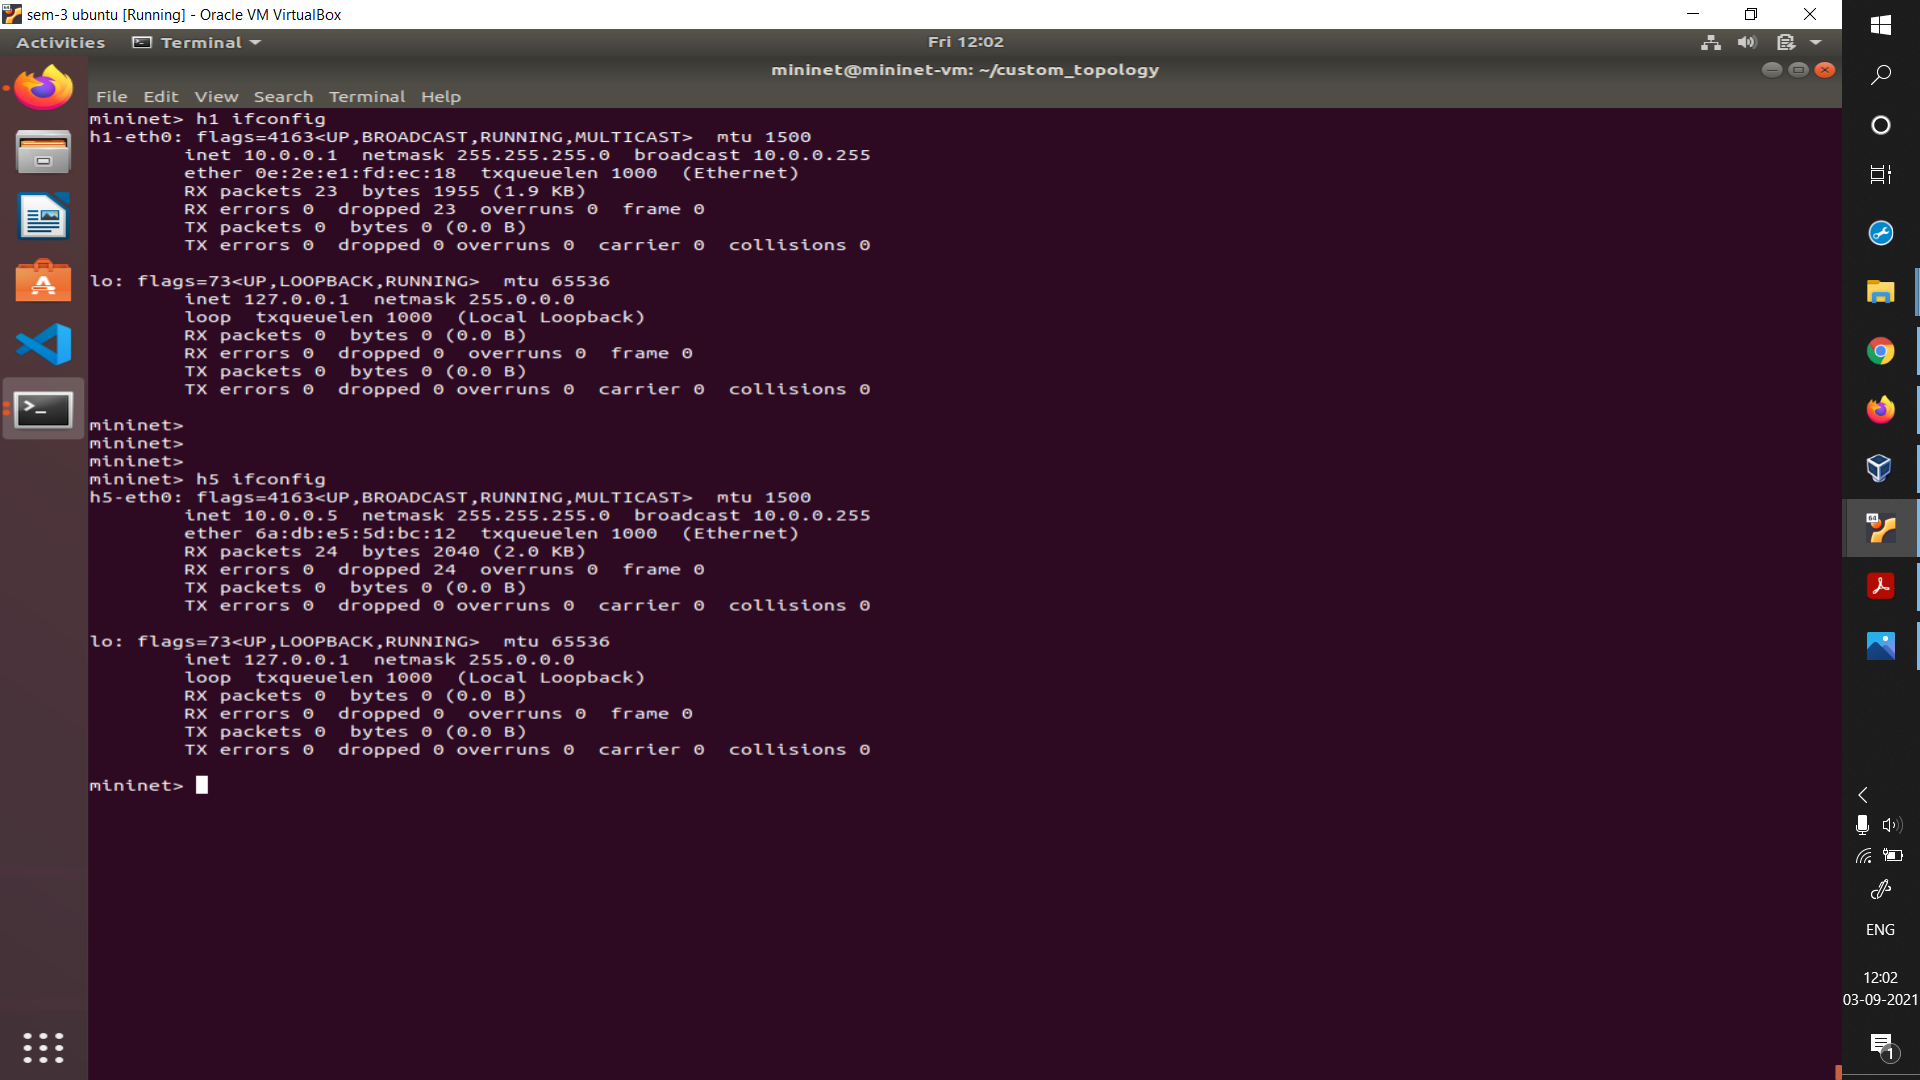 sem-3 ubuntu [Running] - Oracle VM VirtualBox
Activities Terminal Fri 12:02
mininet@mininet-vm: ~/custom_topology
File Edit View Search Terminal Help
mininet> h1 ifconfig
h1-eth0: flags=4163<UP,BROADCAST,RUNNING,MULTICAST>  mtu 1500
        inet 10.0.0.1  netmask 255.255.255.0  broadcast 10.0.0.255
        ether 0e:2e:e1:fd:ec:18  txqueuelen 1000  (Ethernet)
        RX packets 23  bytes 1955 (1.9 KB)
        RX errors 0  dropped 23  overruns 0  frame 0
        TX packets 0  bytes 0 (0.0 B)
        TX errors 0  dropped 0 overruns 0  carrier 0  collisions 0
lo: flags=73<UP,LOOPBACK,RUNNING>  mtu 65536
        inet 127.0.0.1  netmask 255.0.0.0
        loop  txqueuelen 1000  (Local Loopback)
        RX packets 0  bytes 0 (0.0 B)
        RX errors 0  dropped 0  overruns 0  frame 0
        TX packets 0  bytes 0 (0.0 B)
        TX errors 0  dropped 0 overruns 0  carrier 0  collisions 0
mininet>
mininet>
mininet>
mininet> h5 ifconfig
h5-eth0: flags=4163<UP,BROADCAST,RUNNING,MULTICAST>  mtu 1500
        inet 10.0.0.5  netmask 255.255.255.0  broadcast 10.0.0.255
        ether 6a:db:e5:5d:bc:12  txqueuelen 1000  (Ethernet)
        RX packets 24  bytes 2040 (2.0 KB)
        RX errors 0  dropped 24  overruns 0  frame 0
        TX packets 0  bytes 0 (0.0 B)
        TX errors 0  dropped 0 overruns 0  carrier 0  collisions 0
lo: flags=73<UP,LOOPBACK,RUNNING>  mtu 65536
        inet 127.0.0.1  netmask 255.0.0.0
        loop  txqueuelen 1000  (Local Loopback)
        RX packets 0  bytes 0 (0.0 B)
        RX errors 0  dropped 0  overruns 0  frame 0
        TX packets 0  bytes 0 (0.0 B)
        TX errors 0  dropped 0 overruns 0  carrier 0  collisions 0
mininet>
64
ENG
12:02
03-09-2021
1